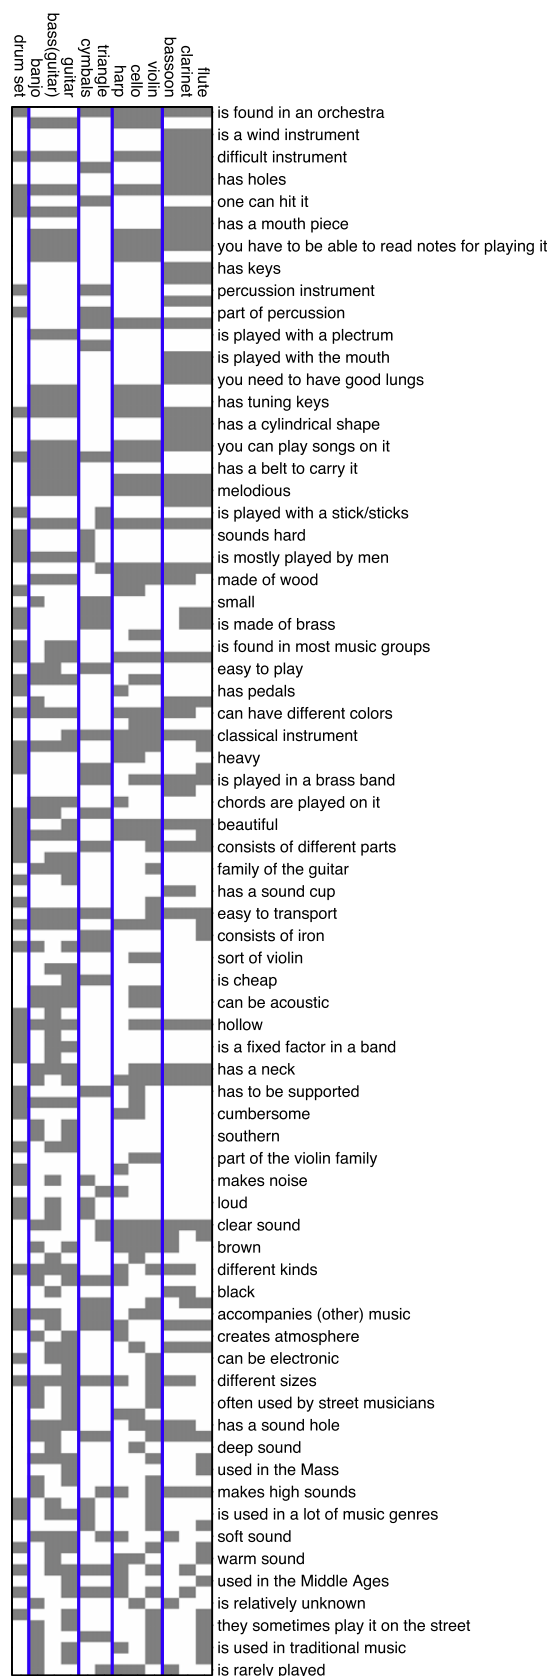 drum set
banjo
bass(guitar)
guitar
cymbals
triangle
harp
cello
violin
bassoon
clarinet
flute
is found in an orchestra
is a wind instrument
difficult instrument
has holes
one can hit it
has a mouth piece
you have to be able to read notes for playing it
has keys
percussion instrument
part of percussion
is played with a plectrum
is played with the mouth
you need to have good lungs
has tuning keys
has a cylindrical shape
you can play songs on it
has a belt to carry it
melodious
is played with a stick/sticks
sounds hard
is mostly played by men
made of wood
small
is made of brass
is found in most music groups
easy to play
has pedals
can have different colors
classical instrument
heavy
is played in a brass band
chords are played on it
beautiful
consists of different parts
family of the guitar
has a sound cup
easy to transport
consists of iron
sort of violin
is cheap
can be acoustic
hollow
is a fixed factor in a band
has a neck
has to be supported
cumbersome
southern
part of the violin family
makes noise
loud
clear sound
brown
different kinds
black
accompanies (other) music
creates atmosphere
can be electronic
different sizes
often used by street musicians
has a sound hole
deep sound
used in the Mass
makes high sounds
is used in a lot of music genres
soft sound
warm sound
used in the Middle Ages
is relatively unknown
they sometimes play it on the street
is used in traditional music
is rarely played